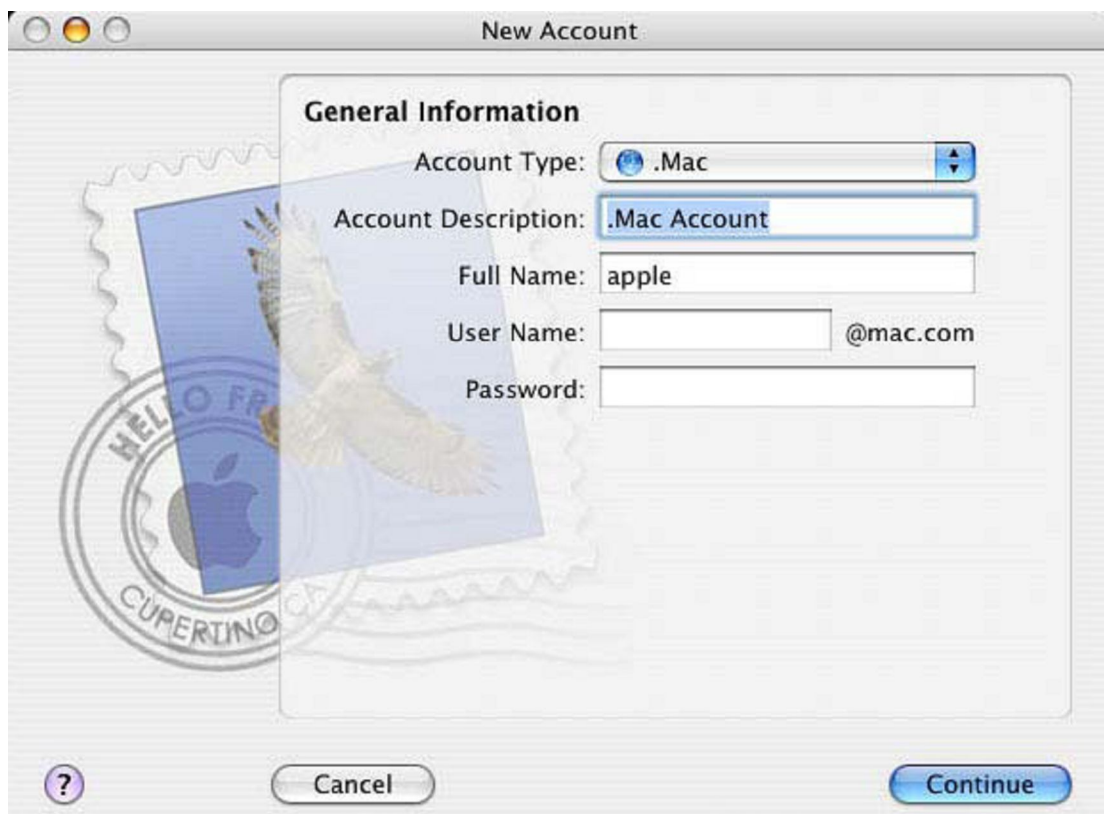 New Account
General Information
Account Type: .Mac
Account Description: .Mac Account
Full Name: apple
User Name: @mac.com
Password:
HELLO FR
CUPERTINO CA
?
Cancel
Continue